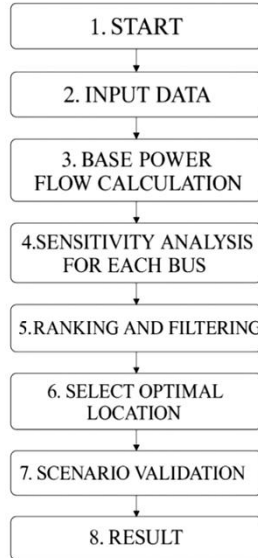 1. START
2. INPUT DATA
3. BASE POWER
FLOW CALCULATION
4.SENSITIVITY ANALYSIS
FOR EACH BUS
5.RANKING AND FILTERING
6. SELECT OPTIMAL
LOCATION
7. SCENARIO VALIDATION
8. RESULT